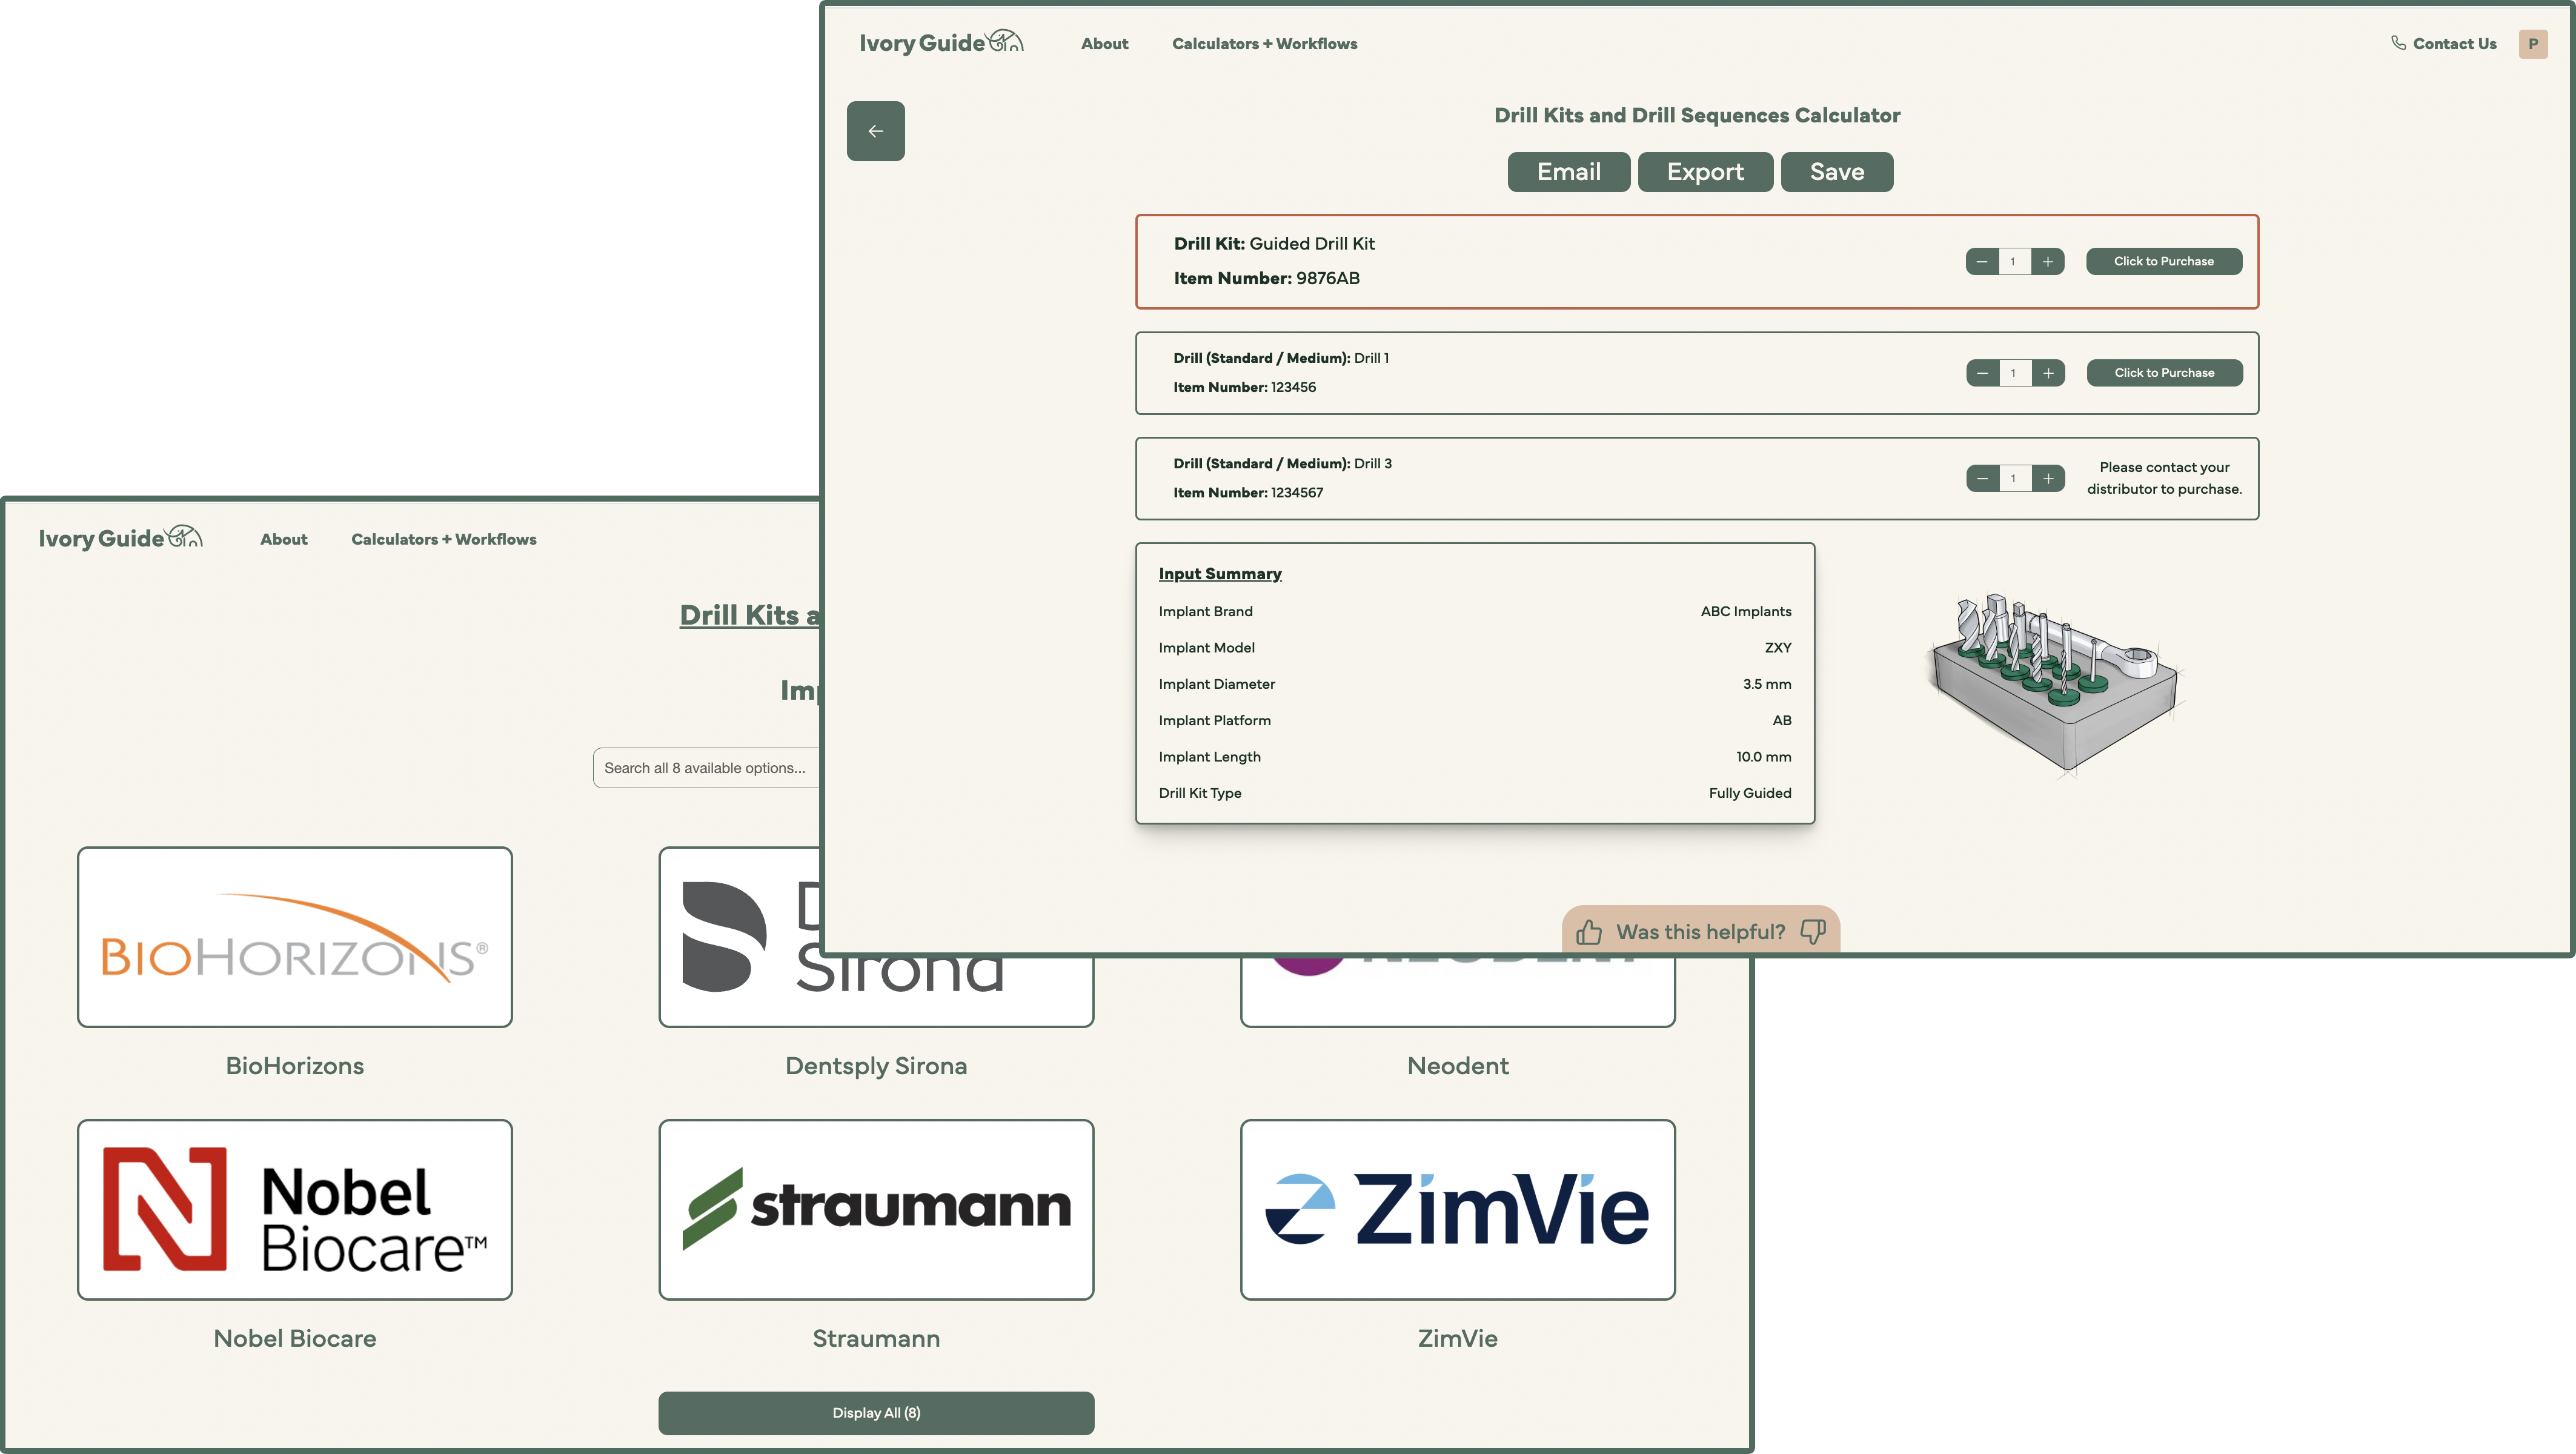 Ivory Guide
About
Calculators + Workflows
Contact Us
P
Drill Kits and Drill Sequences Calculator
Email
Export
Save
Drill Kit: Guided Drill Kit
Item Number: 9876AB
1
Click to Purchase
Drill (Standard / Medium): Drill 1
Item Number: 123456
1
Click to Purchase
Drill (Standard / Medium): Drill 3
Item Number: 1234567
1
Please contact your
distributor to purchase.
Input Summary
Implant Brand ABC Implants
Implant Model ZXY
Implant Diameter 3.5 mm
Implant Platform AB
Implant Length 10.0 mm
Drill Kit Type Fully Guided
Was this helpful?
Ivory Guide
About
Calculators + Workflows
Drill Kits
Search all 8 available options...
BIOHORIZONS®
Sirona
BioHorizons
Dentsply Sirona
Neodent
Nobel
Biocare™
straumann
ZimVie
Nobel Biocare
Straumann
ZimVie
Display All (8)